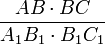 AB · BC
A₁B₁ · B₁C₁